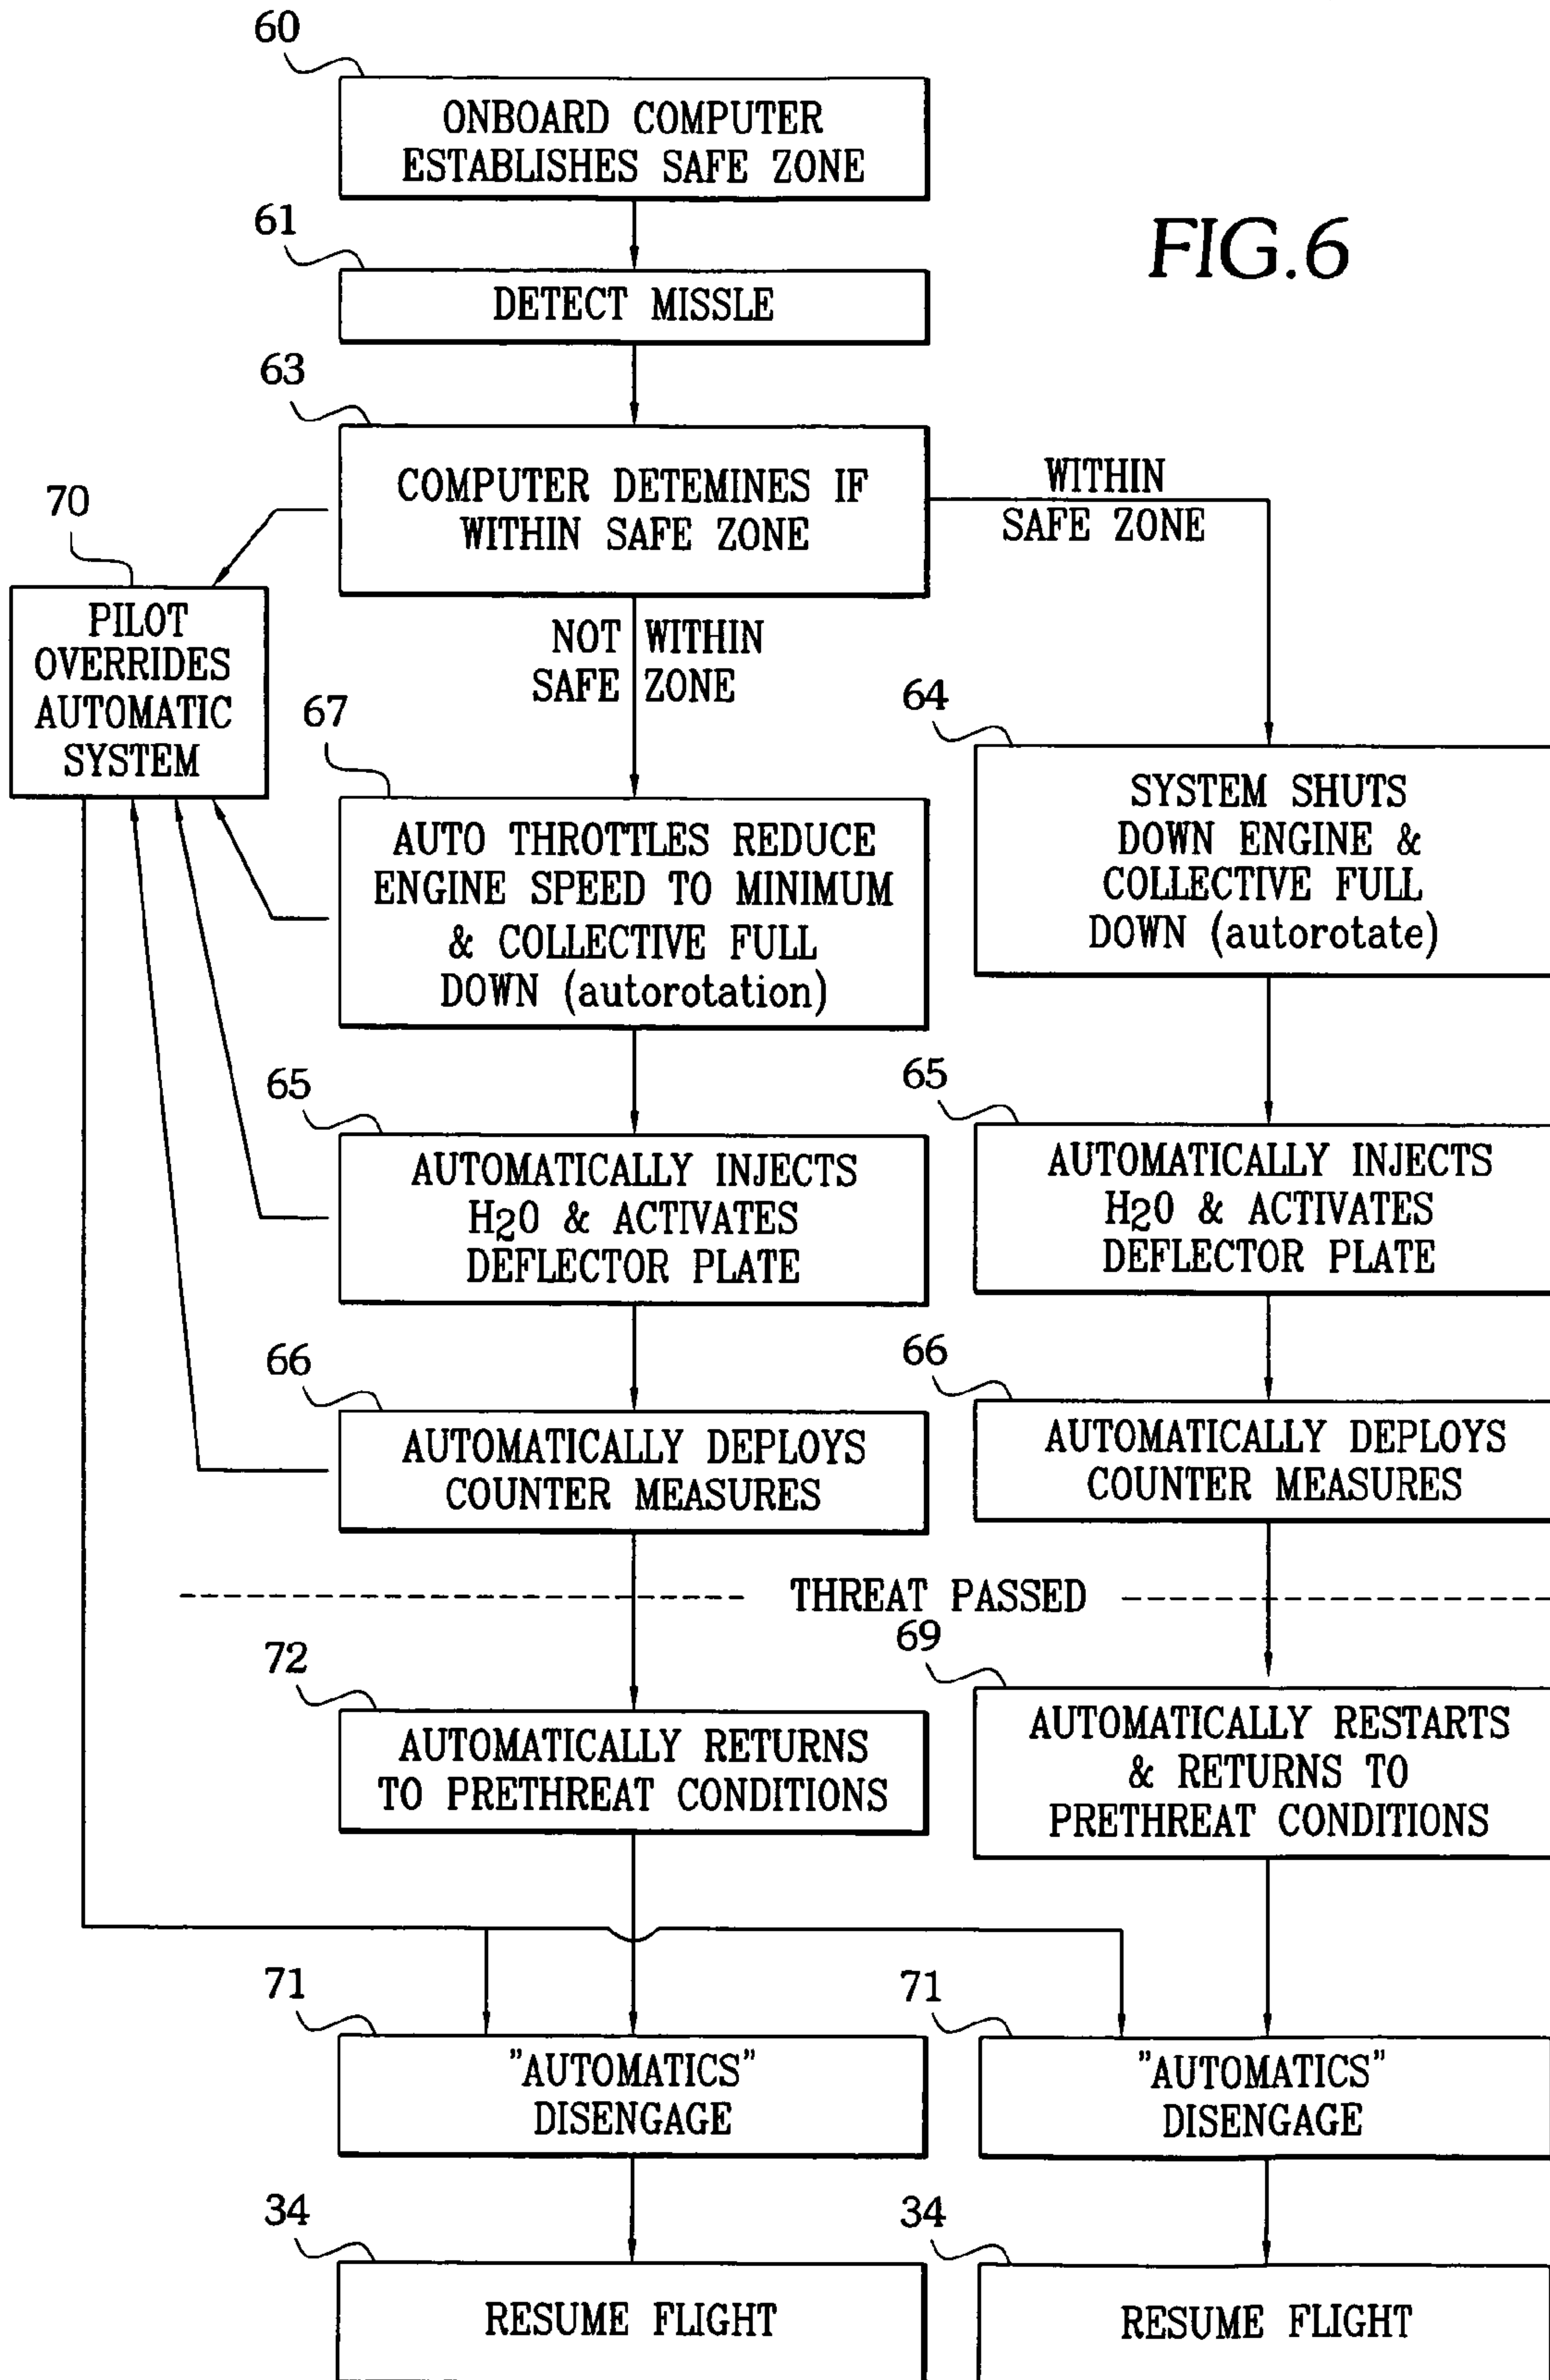 60
ONBOARD COMPUTER
ESTABLISHES SAFE ZONE
FIG.6
61
DETECT MISSLE
63
COMPUTER DETEMINES IF
WITHIN SAFE ZONE
WITHIN
SAFE ZONE
70
PILOT
OVERRIDES
AUTOMATIC
SYSTEM
NOT WITHIN
SAFE ZONE
67
AUTO THROTTLES REDUCE
ENGINE SPEED TO MINIMUM
& COLLECTIVE FULL
DOWN (autorotation)
64
SYSTEM SHUTS
DOWN ENGINE &
COLLECTIVE FULL
DOWN (autorotate)
65
AUTOMATICALLY INJECTS
H2O & ACTIVATES
DEFLECTOR PLATE
65
AUTOMATICALLY INJECTS
H2O & ACTIVATES
DEFLECTOR PLATE
66
AUTOMATICALLY DEPLOYS
COUNTER MEASURES
66
AUTOMATICALLY DEPLOYS
COUNTER MEASURES
THREAT PASSED
72
AUTOMATICALLY RETURNS
TO PRETHREAT CONDITIONS
69
AUTOMATICALLY RESTARTS
& RETURNS TO
PRETHREAT CONDITIONS
71
"AUTOMATICS"
DISENGAGE
71
"AUTOMATICS"
DISENGAGE
34
RESUME FLIGHT
34
RESUME FLIGHT